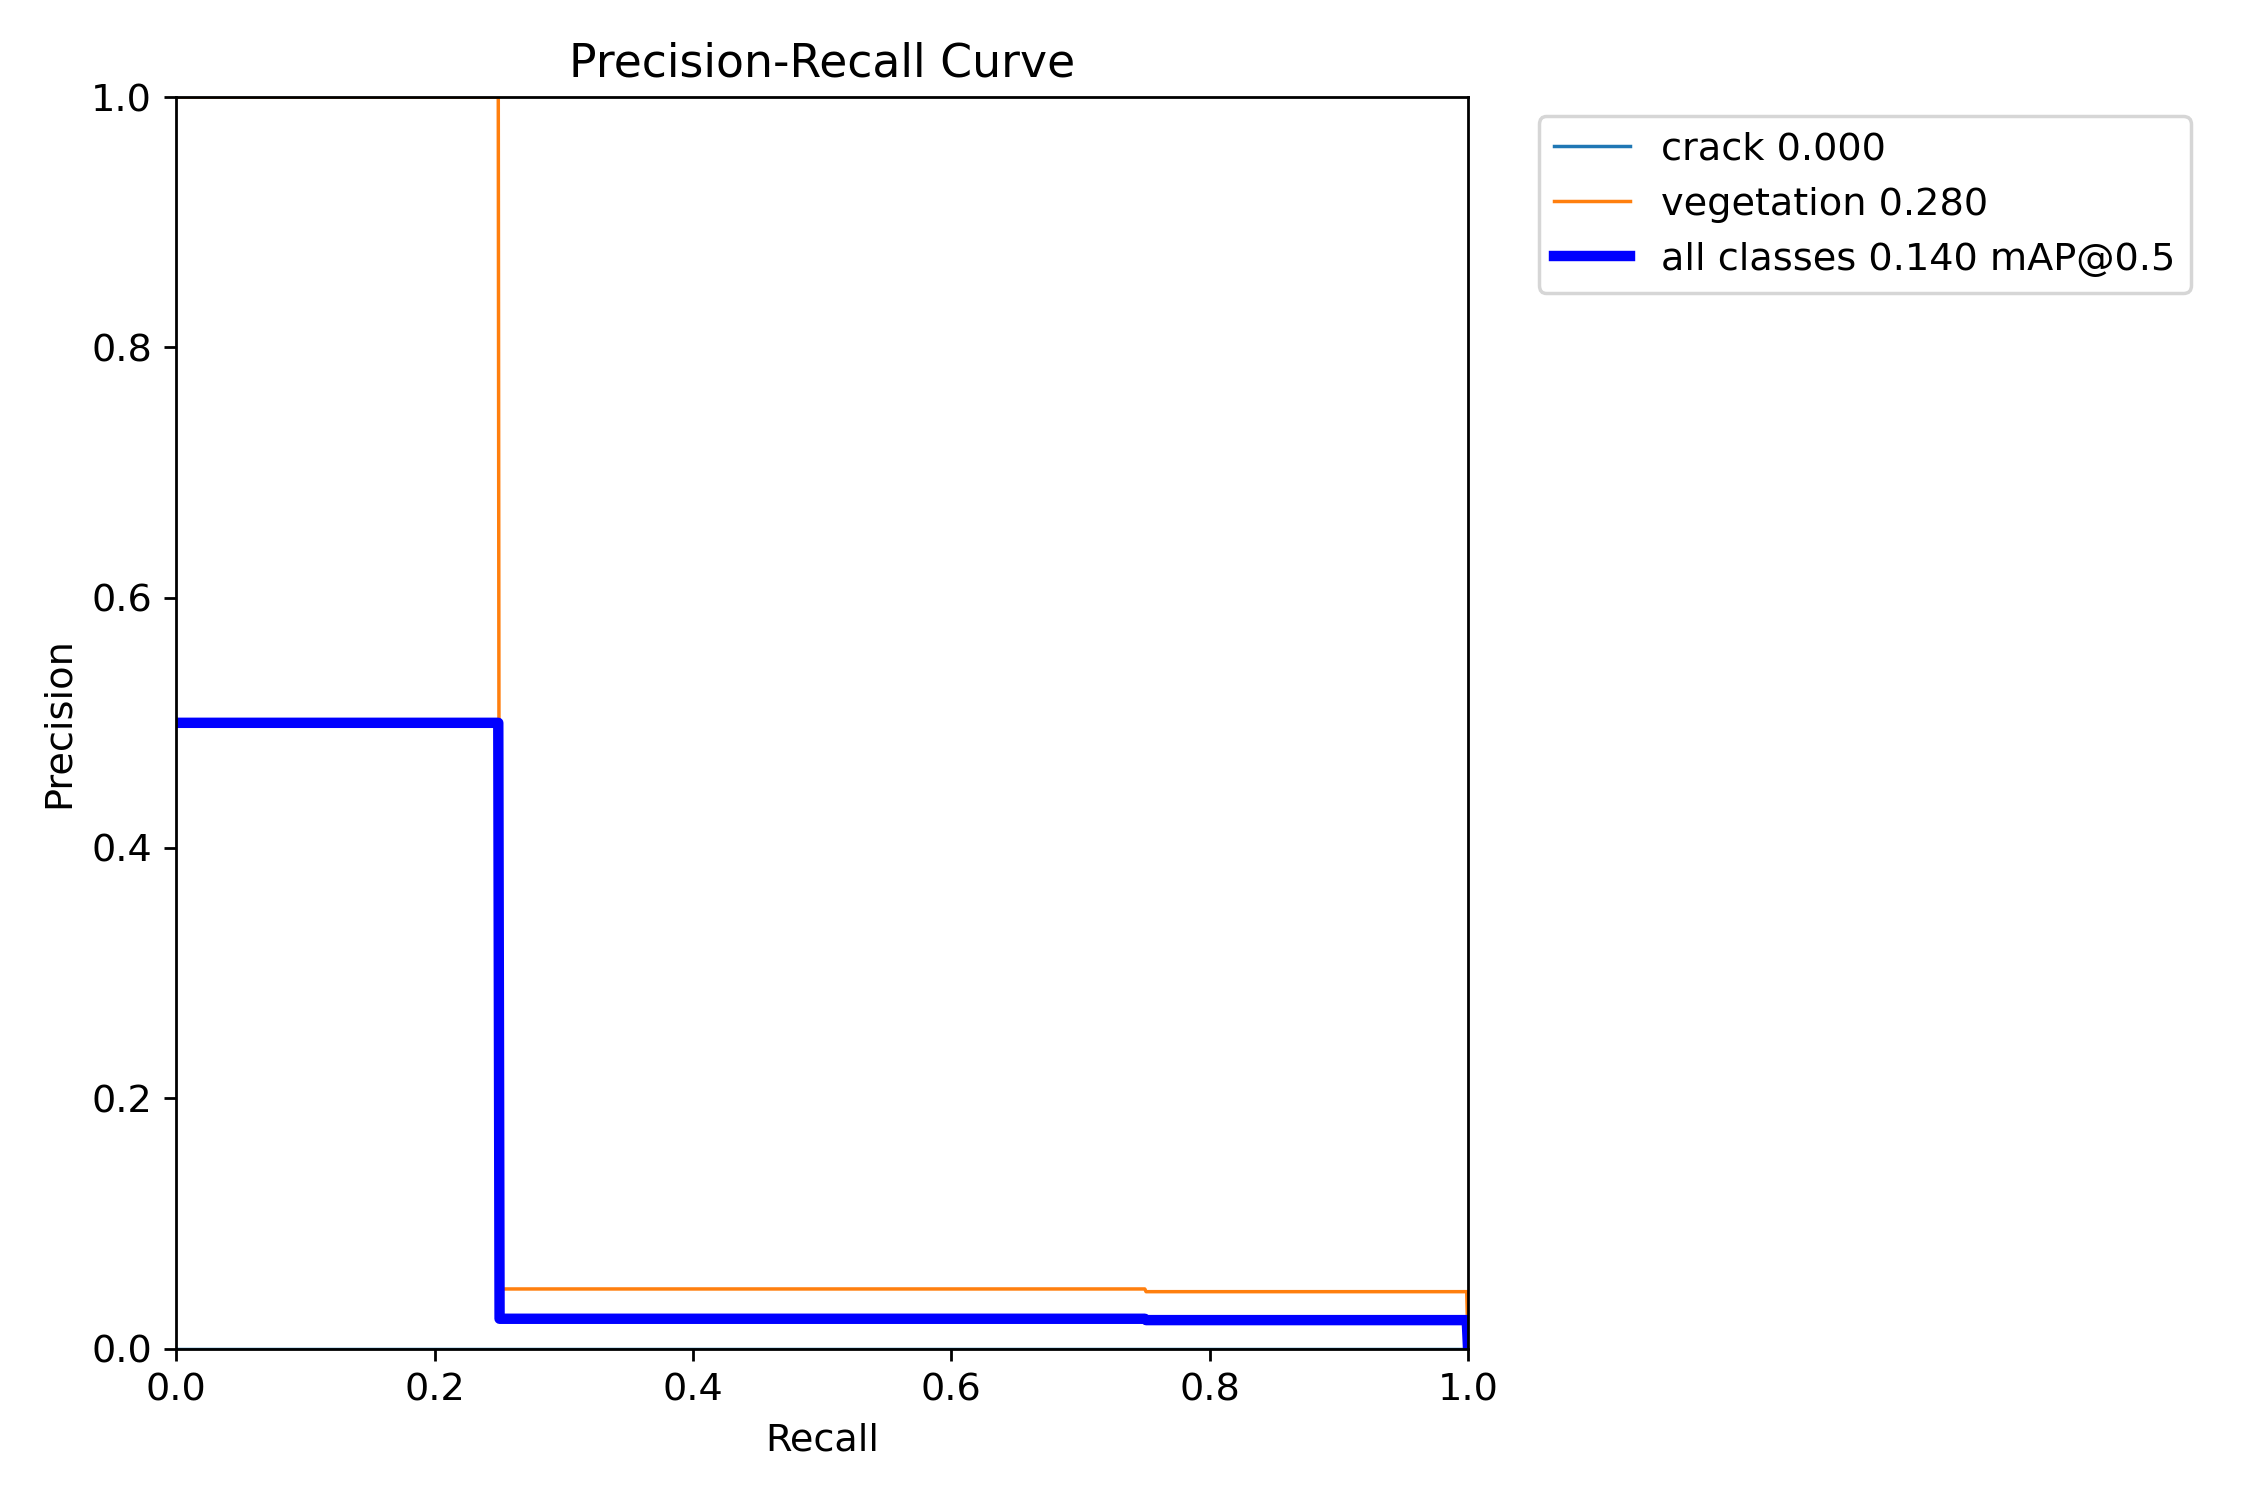 Precision-Recall Curve
1.0
0.8
0.6
0.4
0.2
0.0
Precision
0.0 0.2 0.4 0.6 0.8 1.0
Recall
crack 0.000
vegetation 0.280
all classes 0.140 mAP@0.5